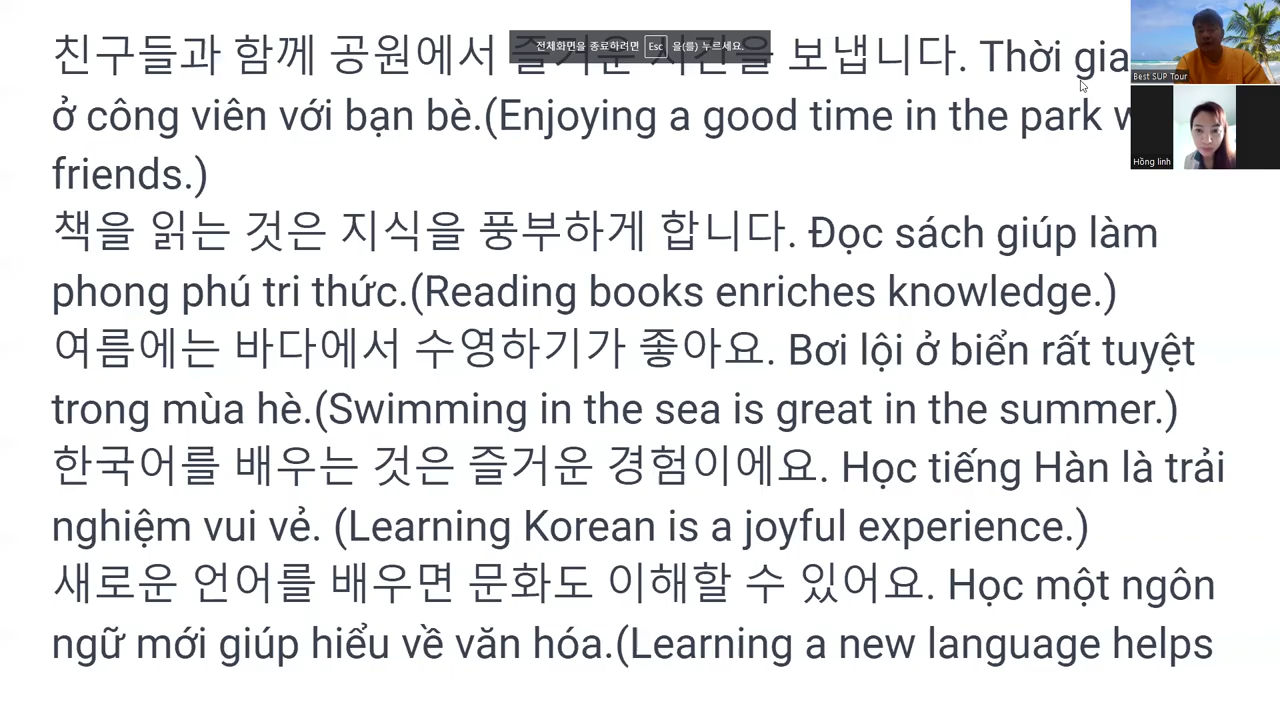 친구들과 함께 공원에서 즐거운 시간을 보냅니다. Thời
전체화면을 종료하려면 Esc 을(를) 누르세요.
ở công viên với bạn bè.(Enjoying a good time in the park
friends.)
책을 읽는 것은 지식을 풍부하게 합니다. Đọc sách giúp làm
phong phú tri thức.(Reading books enriches knowledge.)
여름에는 바다에서 수영하기가 좋아요. Bơi lội ở biển rất tuyệt
trong mùa hè.(Swimming in the sea is great in the summer.)
한국어를 배우는 것은 즐거운 경험이에요. Học tiếng Hàn là trải
nghiệm vui vẻ. (Learning Korean is a joyful experience.)
새로운 언어를 배우면 문화도 이해할 수 있어요. Học một ngôn
ngữ mới giúp hiểu về văn hóa.(Learning a new language helps
Best SUP Tour
Hồng linh